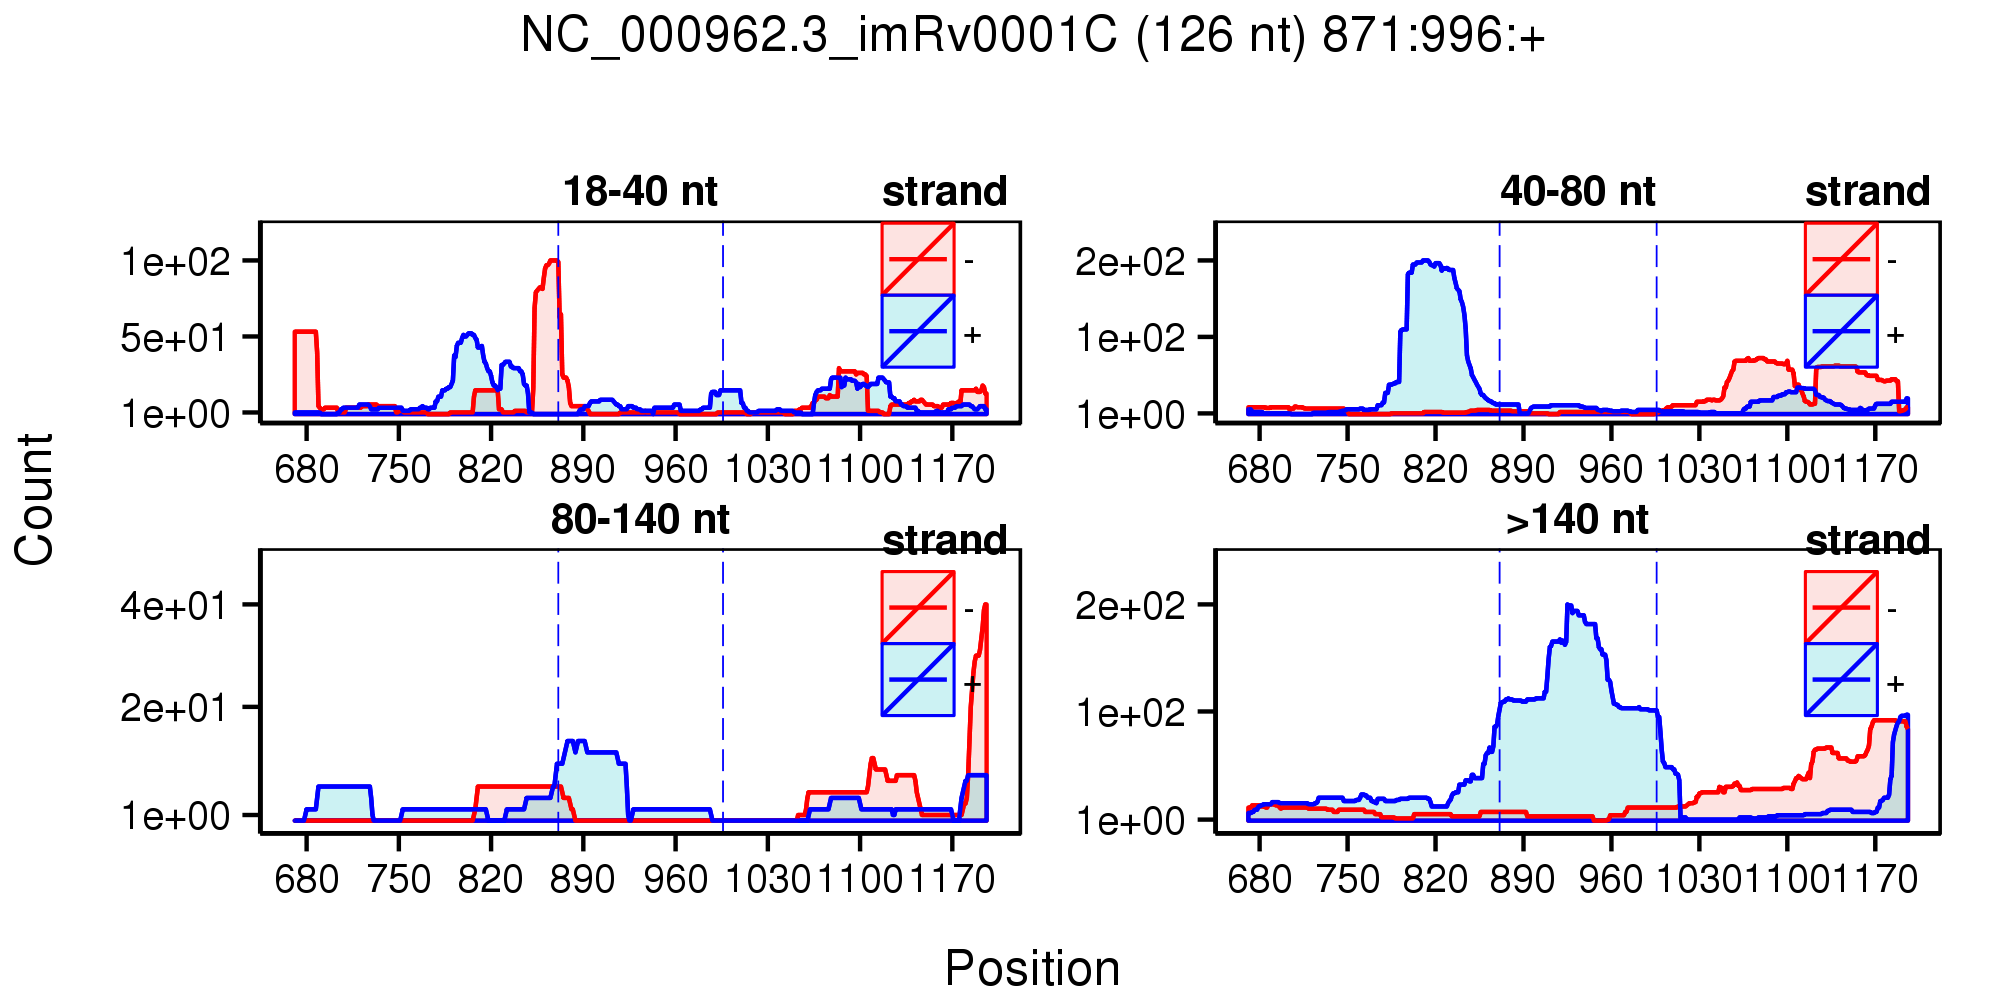 NC_000962.3_imRv0001C (126 nt) 871:996:+
18-40 nt
strand
-
+
1e+02
5e+01
1e+00
680 750 820 890 960 1030 1100 1170
40-80 nt
strand
-
+
2e+02
1e+02
1e+00
680 750 820 890 960 1030 1100 1170
Count
80-140 nt
strand
-
+
4e+01
2e+01
1e+00
680 750 820 890 960 1030 1100 1170
>140 nt
strand
-
+
2e+02
1e+02
1e+00
680 750 820 890 960 1030 1100 1170
Position